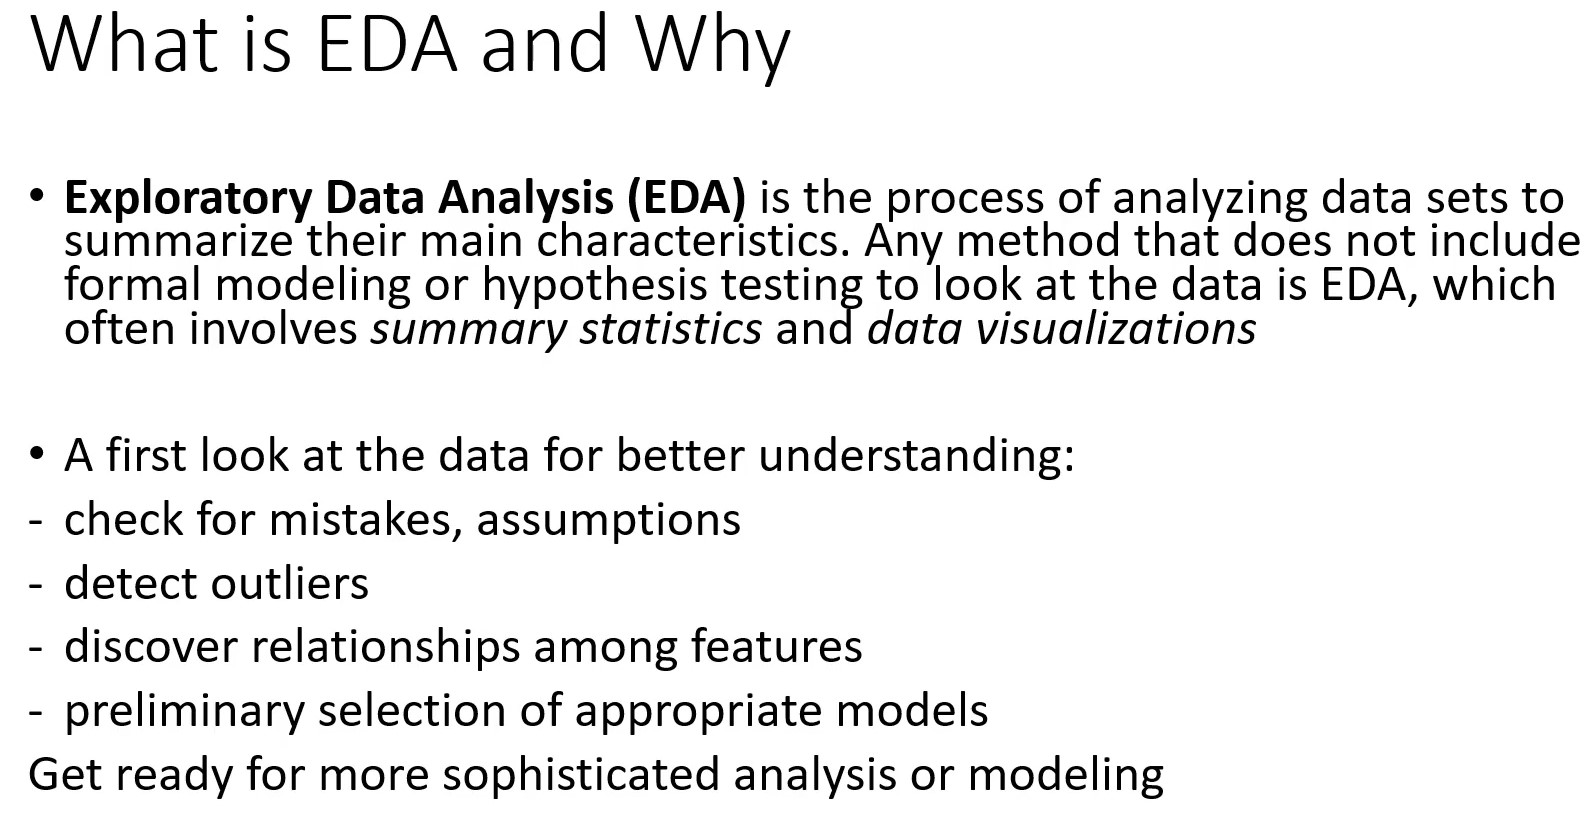 What is EDA and Why
• Exploratory Data Analysis (EDA) is the process of analyzing data sets to
summarize their main characteristics. Any method that does not include
formal modeling or hypothesis testing to look at the data is EDA, which
often involves summary statistics and data visualizations
• A first look at the data for better understanding:
- check for mistakes, assumptions
- detect outliers
- discover relationships among features
- preliminary selection of appropriate models
Get ready for more sophisticated analysis or modeling